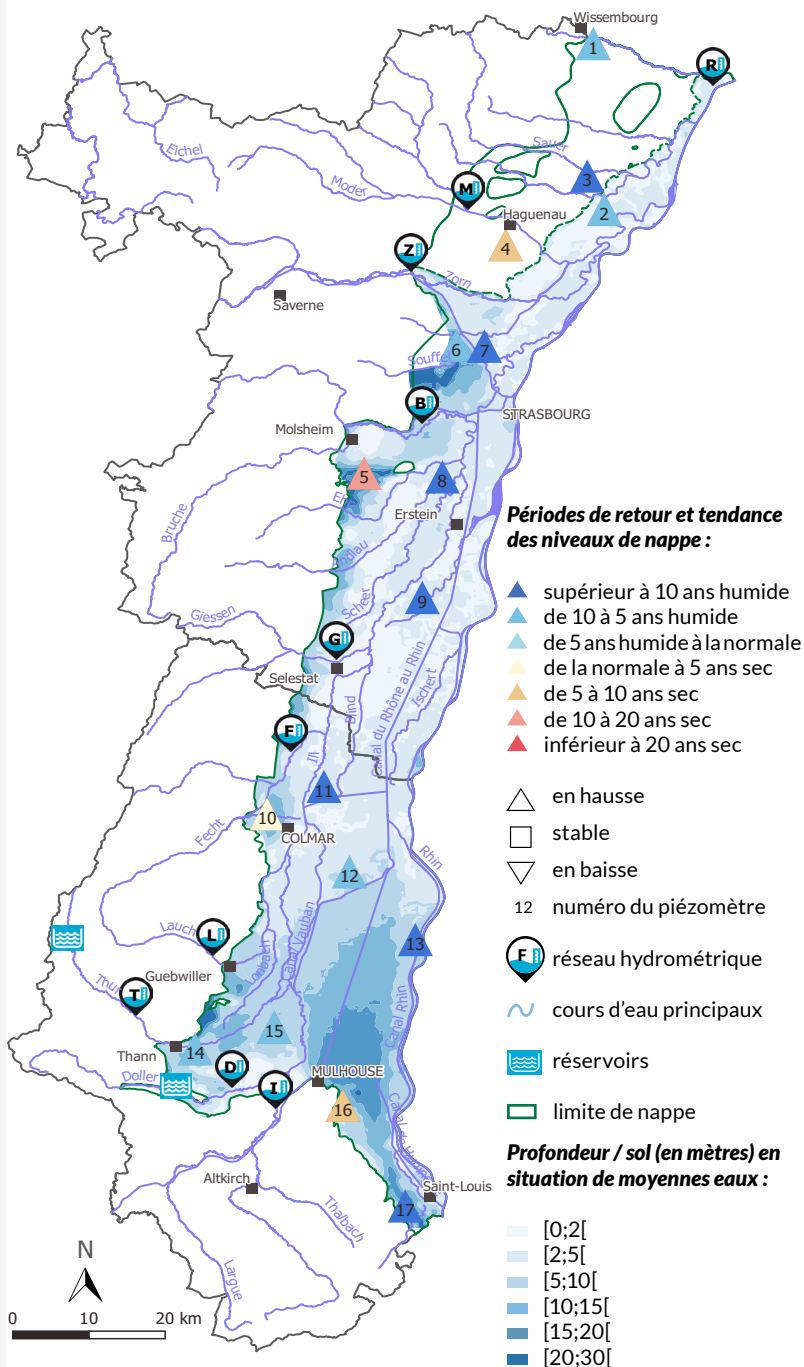 Wissembourg
1
R
Eichel
Sauer
Moder
M
3
2
Haguenau
4
Z
Zorn
Saverne
6
7
Souffel
B
STRASBOURG
Molsheim
5
8
Erstein
Bruche
Andlau
Scheer
9
Giessen
G
Selestat
Blind
Canal du Rhône au Rhin
Ischert
F
Ill
11
10
COLMAR
Fecht
Rhin
12
13
Lauch
L
Canal Vauban
Guebwiller
Thur
T
Canal Rhin
15
14
Thann
Doller
D
I
MULHOUSE
16
Altkirch
Thalbach
Saint-Louis
17
Largue
N
0 10 20 km
Périodes de retour et tendance
des niveaux de nappe :
supérieur à 10 ans humide
de 10 à 5 ans humide
de 5 ans humide à la normale
de la normale à 5 ans sec
de 5 à 10 ans sec
de 10 à 20 ans sec
inférieur à 20 ans sec
en hausse
stable
en baisse
12 numéro du piézomètre
F réseau hydrométrique
cours d'eau principaux
réservoirs
limite de nappe
Profondeur / sol (en mètres) en
situation de moyennes eaux :
[0;2[
[2;5[
[5;10[
[10;15[
[15;20[
[20;30[